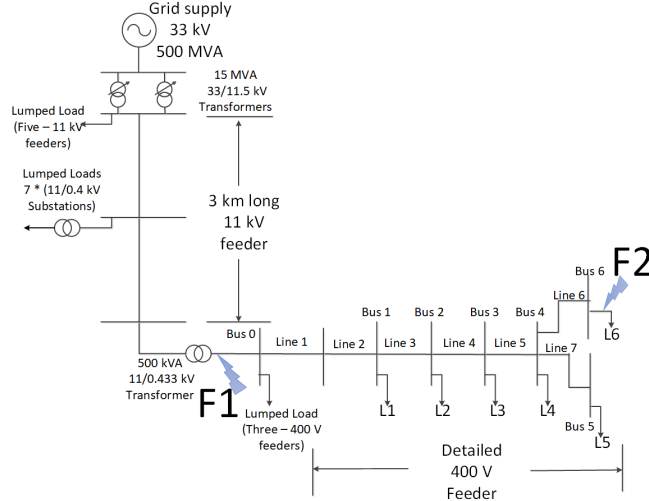 Grid supply
33 kV
500 MVA
15 MVA
33/11.5 kV
Transformers
Lumped Load
(Five – 11 kV
feeders)
Lumped Loads
7 * (11/0.4 kV
Substations)
3 km long
11 kV
feeder
F2
Bus 6
Line 6
L6
Bus 1
Bus 2
Bus 3
Bus 4
Bus 0
Line 1
Line 2
Line 3
Line 4
Line 5
Line 7
500 kVA
11/0.433 kV
Transformer
F1
Lumped Load
(Three – 400 V
feeders)
L1
L2
L3
L4
Bus 5
L5
Detailed
400 V
Feeder